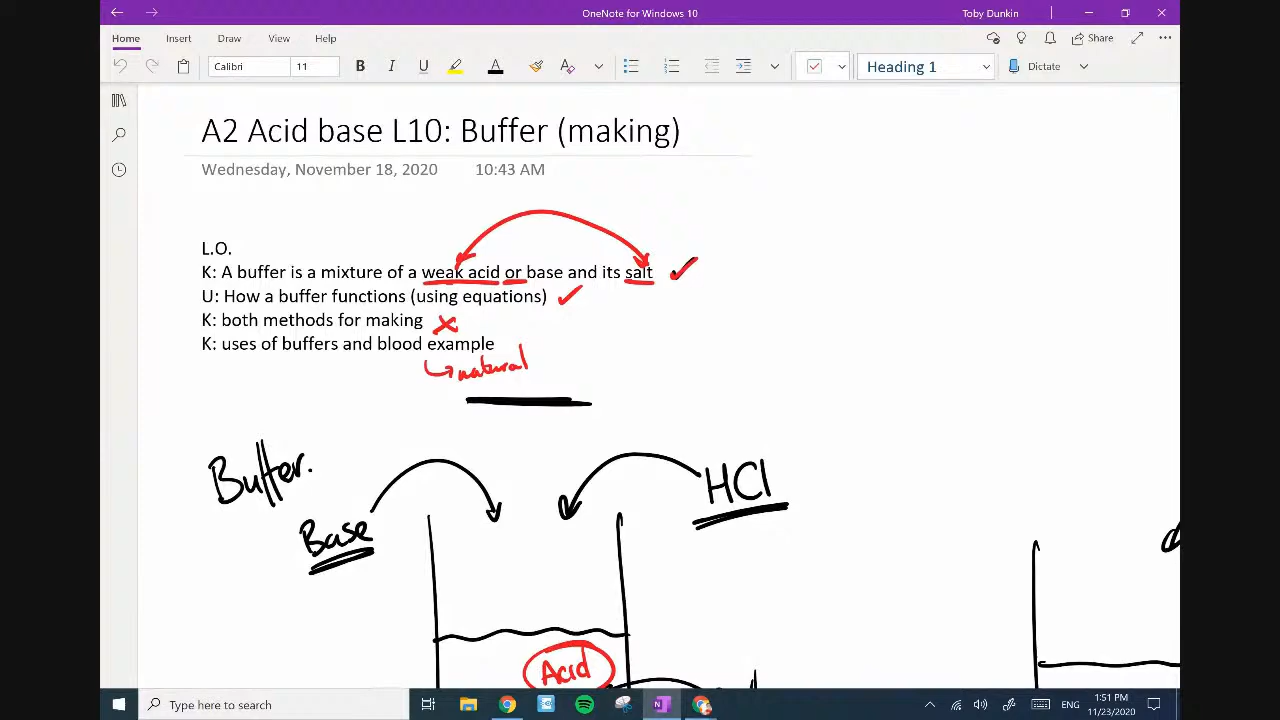 OneNote for Windows 10
Toby Dunkin
Home Insert Draw View Help
Share
Calibri 11 B I U A Heading 1 Dictate
A2 Acid base L10: Buffer (making)
Wednesday, November 18, 2020 10:43 AM
L.O.
K: A buffer is a mixture of a weak acid or base and its salt
U: How a buffer functions (using equations)
K: both methods for making
K: uses of buffers and blood example
natural
Buffer.
HCl
Base
Acid
Type here to search
ENG
1:51 PM
11/23/2020